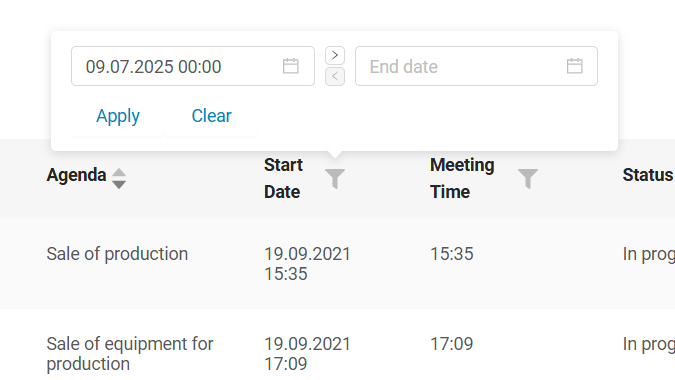 09.07.2025 00:00
>
End date
<
Apply
Clear
Agenda
Start
Date
Meeting
Time
Status
Sale of production
19.09.2021
15:35
15:35
In prog
Sale of equipment for
production
19.09.2021
17:09
17:09
In prog